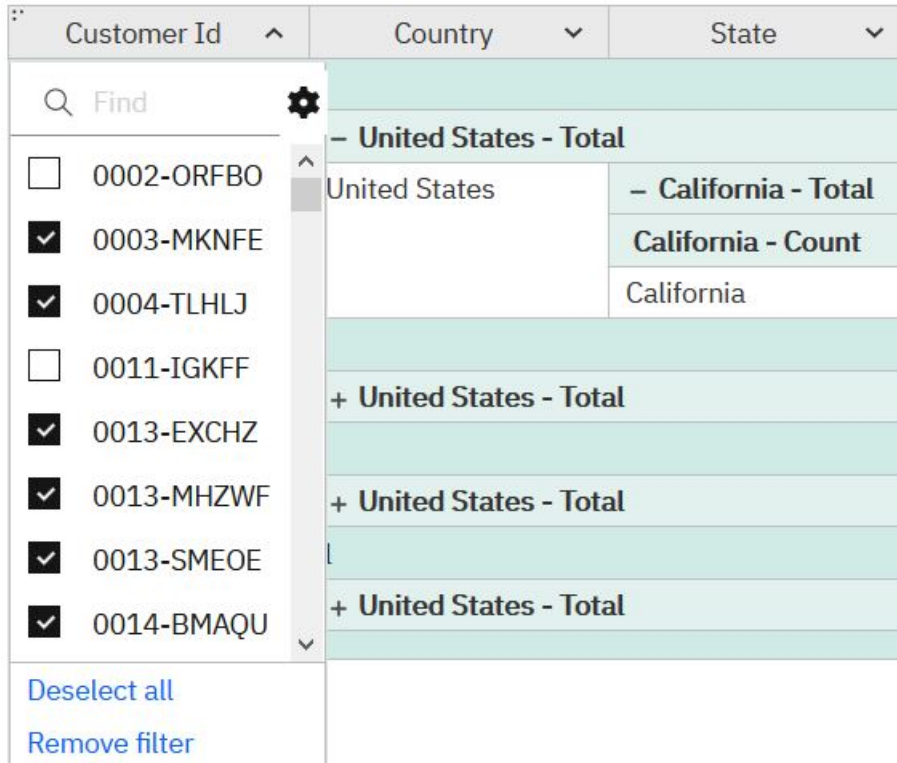 Customer Id Country State
Find
– United States - Total
0002-ORFBO United States – California - Total
0003-MKNFE California - Count
0004-TLHLJ California
0011-IGKFF
+ United States - Total
0013-EXCHZ
0013-MHZWF + United States - Total
0013-SMEOE
0014-BMAQU + United States - Total
Deselect all
Remove filter